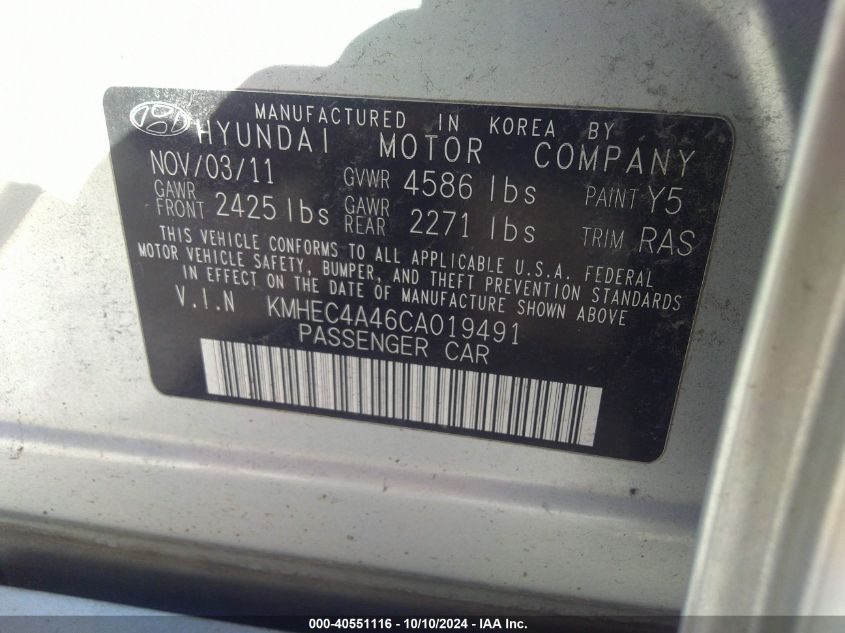 MANUFACTURED IN KOREA BY
HYUNDAI MOTOR COMPANY
NOV/03/11 GVWR 4586 lbs PAINT Y5
GAWR FRONT 2425 lbs GAWR REAR 2271 lbs TRIM RAS
THIS VEHICLE CONFORMS TO ALL APPLICABLE U.S.A. FEDERAL
MOTOR VEHICLE SAFETY, BUMPER, AND THEFT PREVENTION STANDARDS
IN EFFECT ON THE DATE OF MANUFACTURE SHOWN ABOVE
V.I.N KMHEC4A46CA019491
PASSENGER CAR
000-40551116 - 10/10/2024 - IAA Inc.